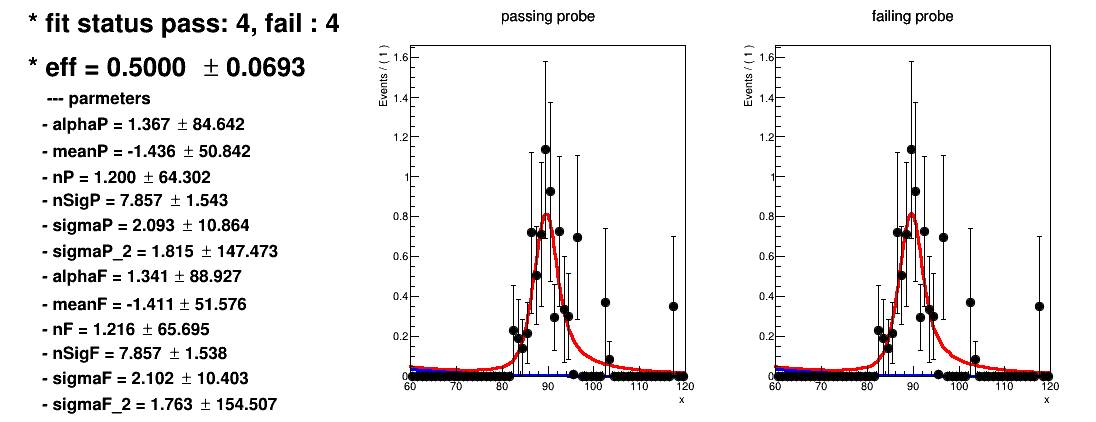 * fit status pass: 4, fail : 4
* eff = 0.5000 ± 0.0693
--- parmeters
- alphaP = 1.367 ± 84.642
- meanP = -1.436 ± 50.842
- nP = 1.200 ± 64.302
- nSigP = 7.857 ± 1.543
- sigmaP = 2.093 ± 10.864
- sigmaP_2 = 1.815 ± 147.473
- alphaF = 1.341 ± 88.927
- meanF = -1.411 ± 51.576
- nF = 1.216 ± 65.695
- nSigF = 7.857 ± 1.538
- sigmaF = 2.102 ± 10.403
- sigmaF_2 = 1.763 ± 154.507
passing probe
Events / ( 1 )
1.6
1.4
1.2
1
0.8
0.6
0.4
0.2
0
60 70 80 90 100 110 120
x
failing probe
Events / ( 1 )
1.6
1.4
1.2
1
0.8
0.6
0.4
0.2
0
60 70 80 90 100 110 120
x